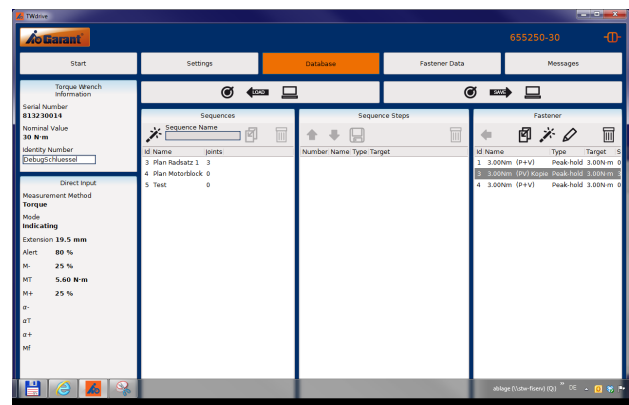 TWdrive
Garant
655250-30
Start
Settings
Database
Fastener Data
Messages
Torque Wrench
Information
Serial Number
813230014
Nominal Value
30 N·m
Identity Number
DebugSchluessel
LOAD
SAVE
Sequences
Sequence Name
Id Name Joints
3 Plan Radsatz 1 3
4 Plan Motorblock 0
5 Test 0
Sequence Steps
Number Name Type Target
Fastener
Id Name Type Target S
1 3.00Nm (P+V) Peak-hold 3.00N·m 0
3 3.00Nm (PV) Kopie Peak-hold 3.00N·m 3
4 3.00Nm (P+V) Peak-hold 3.00N·m 0
Direct Input
Measurement Method
Torque
Mode
Indicating
Extension 19.5 mm
Alert 80 %
M- 25 %
MT 5.60 N·m
M+ 25 %
α-
αT
α+
Mf
ablage (\\stw-fiserv) (Q:) » DE